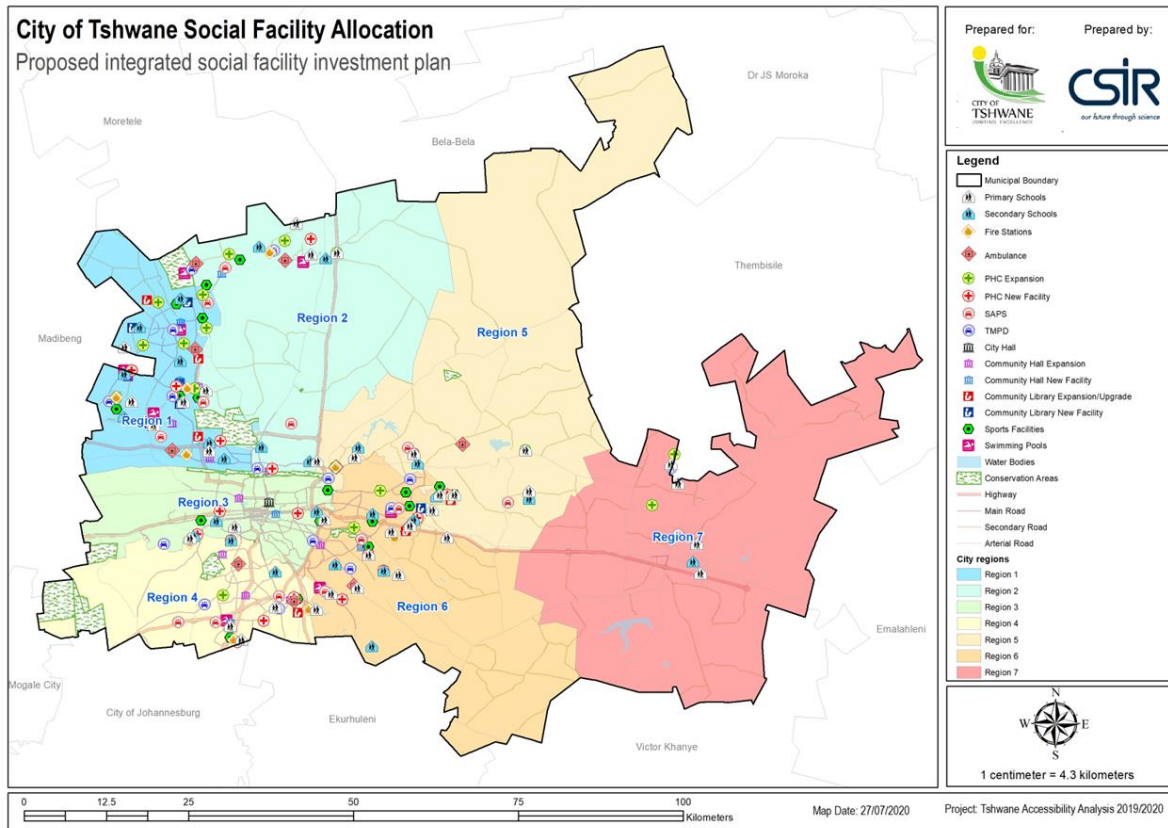 City of Tshwane Social Facility Allocation
Proposed integrated social facility investment plan
Dr JS Moroka
Moretele
Bela-Bela
Thembisile
Madibeng
Region 2
Region 5
Region 1
Region 3
Region 7
Region 4
Region 6
Emalahleni
Mogale City
City of Johannesburg
Ekurhuleni
Victor Khanye
Prepared for:
Prepared by:
CITY OF
TSHWANE
IGNITING EXCELLENCE
CSIR
our future through science
Legend
Municipal Boundary
Primary Schools
Secondary Schools
Fire Stations
Ambulance
PHC Expansion
PHC New Facility
SAPS
TMPD
City Hall
Community Hall Expansion
Community Hall New Facility
Community Library Expansion/Upgrade
Community Library New Facility
Sports Facilities
Swimming Pools
Water Bodies
Conservation Areas
Highway
Main Road
Secondary Road
Arterial Road
City regions
Region 1
Region 2
Region 3
Region 4
Region 5
Region 6
Region 7
N
W E
S
1 centimeter = 4.3 kilometers
0 12.5 25 50 75 100
Kilometers
Map Date: 27/07/2020
Project: Tshwane Accessibility Analysis 2019/2020